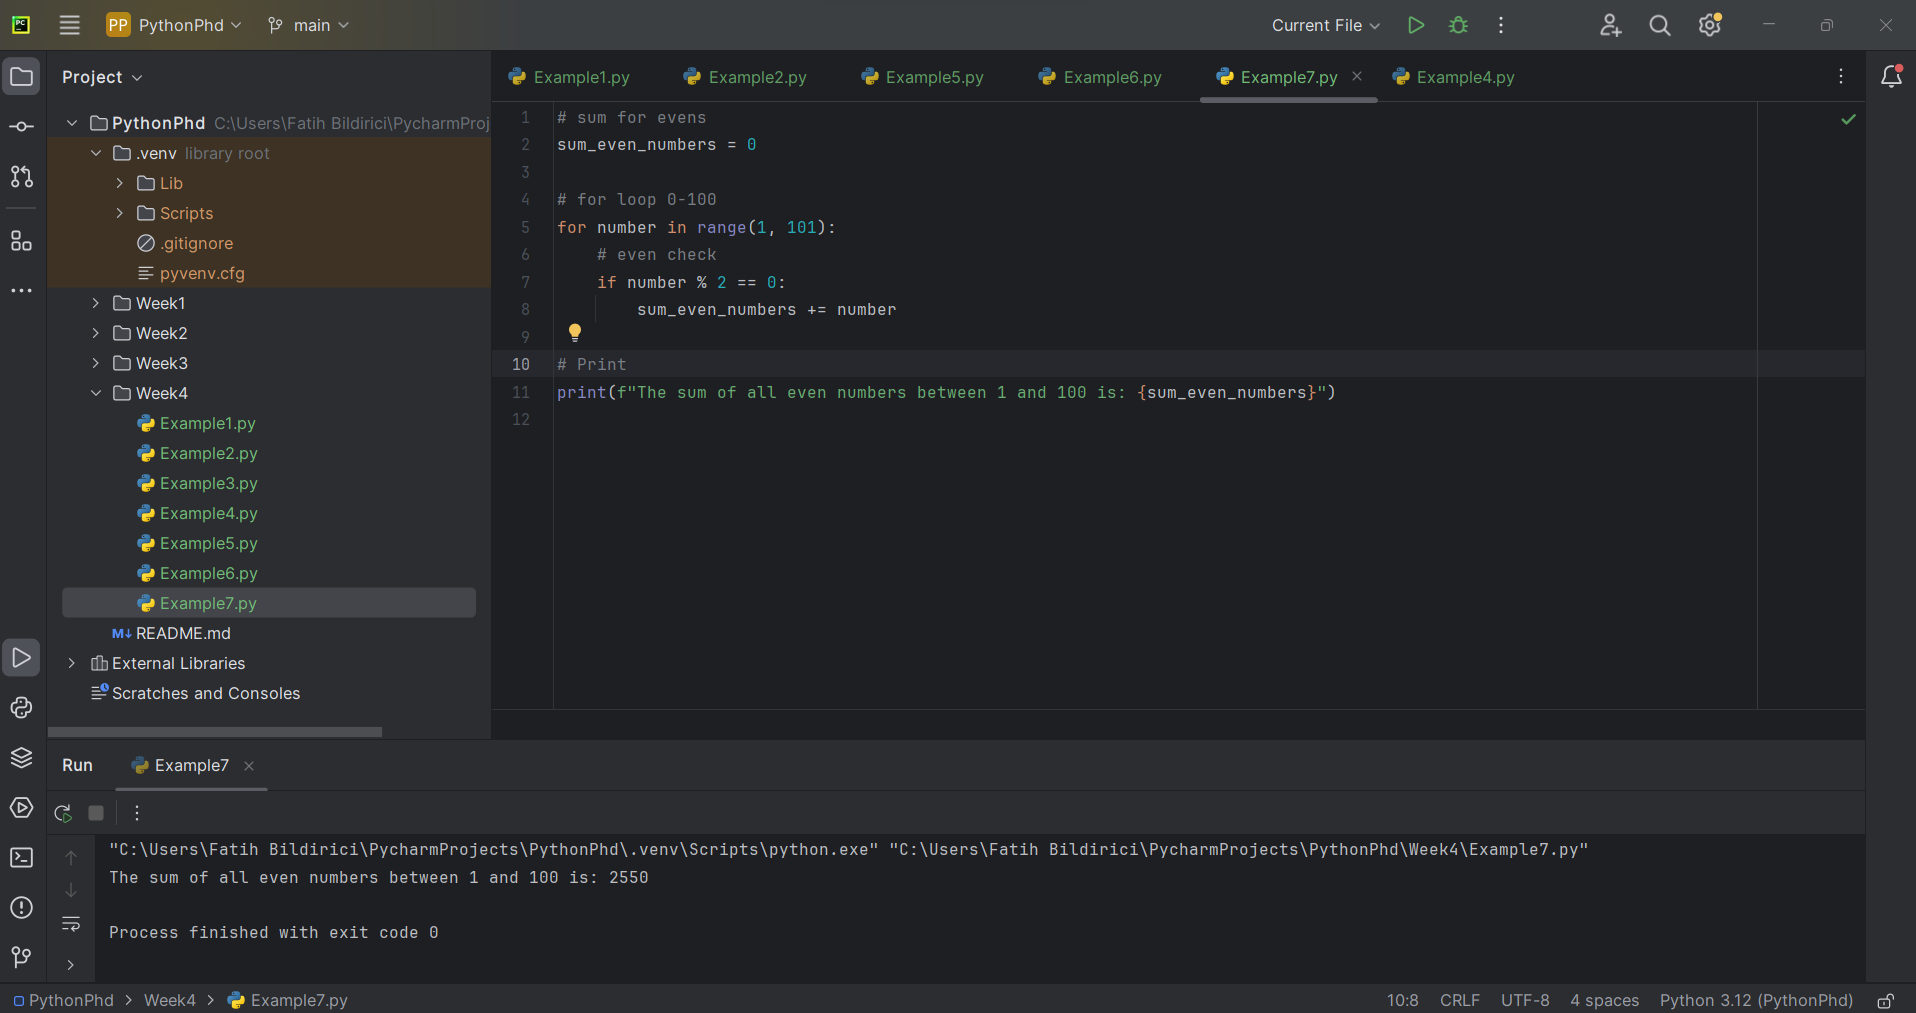 PC
PP PythonPhd main Current File
Project
PythonPhd C:\Users\Fatih Bildirici\PycharmProj
.venv library root
Lib
Scripts
.gitignore
pyvenv.cfg
Week1
Week2
Week3
Week4
Example1.py
Example2.py
Example3.py
Example4.py
Example5.py
Example6.py
Example7.py
M↓ README.md
External Libraries
Scratches and Consoles
Example1.py Example2.py Example5.py Example6.py Example7.py Example4.py
1 # sum for evens
2 sum_even_numbers = 0
3
4 # for loop 0-100
5 for number in range(1, 101):
6 # even check
7 if number % 2 == 0:
8 sum_even_numbers += number
9
10 # Print
11 print(f"The sum of all even numbers between 1 and 100 is: {sum_even_numbers}")
12
Run Example7
"C:\Users\Fatih Bildirici\PycharmProjects\PythonPhd\.venv\Scripts\python.exe" "C:\Users\Fatih Bildirici\PycharmProjects\PythonPhd\Week4\Example7.py"
The sum of all even numbers between 1 and 100 is: 2550
Process finished with exit code 0
PythonPhd > Week4 > Example7.py 10:8 CRLF UTF-8 4 spaces Python 3.12 (PythonPhd)